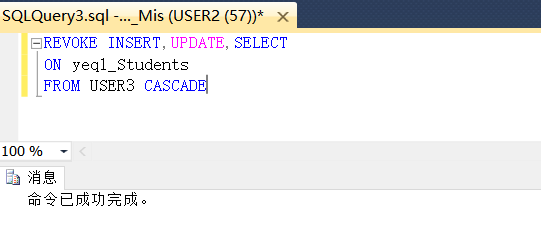 SQLQuery3.sql -..._Mis (USER2 (57))* ×
REVOKE INSERT,UPDATE,SELECT
ON yeql_Students
FROM USER3 CASCADE
100 %
消息
命令已成功完成。